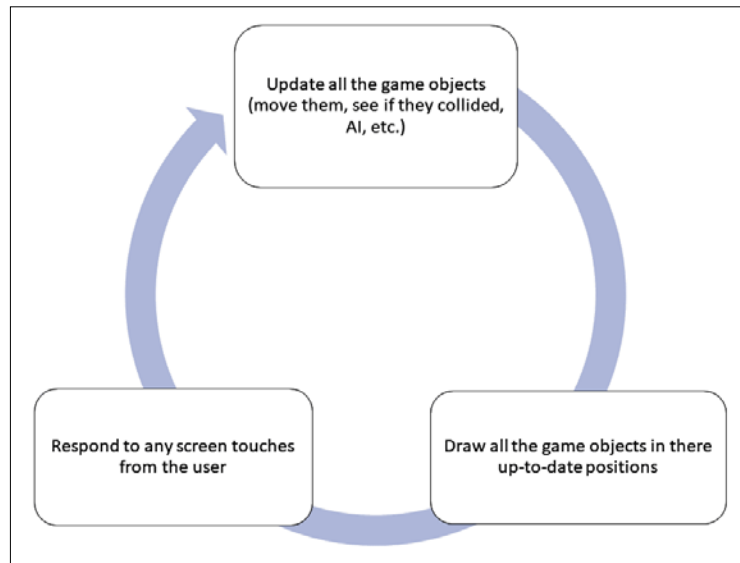 Update all the game objects
(move them, see if they collided,
AI, etc.)
Draw all the game objects in there
up-to-date positions
Respond to any screen touches
from the user